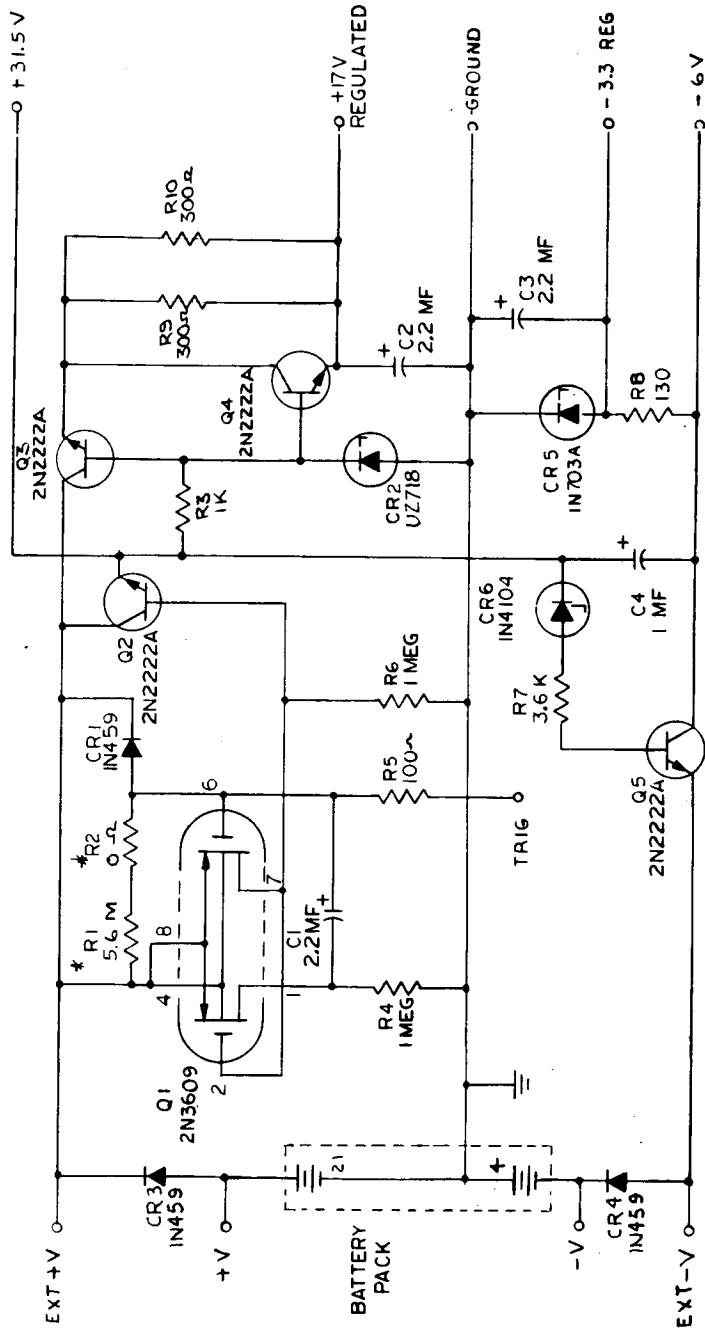 +31.5 V
+17V
REGULATED
GROUND
-3.3 REG
-6V
R10
300Ω
R9
300Ω
Q3
2N2222A
Q4
2N2222A
+
C2
2.2 MF
+
C3
2.2 MF
R3
1K
CR2
UZ718
CR5
1N703A
R8
130
Q2
2N2222A
CR6
1N4104
+
C4
1 MF
R7
3.6 K
Q5
2N2222A
CR1
1N459
R6
1 MEG
R5
100Ω
TRIG
*R2
0 Ω
*
R1
5.6 M
6
8
4
7
1
2
Q1
2N3609
C1
2.2MF
+
R4
1MEG
CR3
1N459
EXT+V
+V
21
4
BATTERY
PACK
-V
CR4
1N459
EXT-V